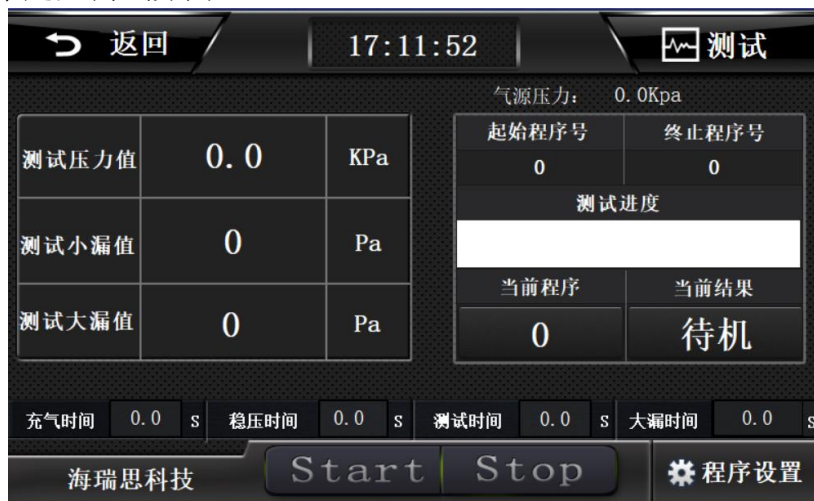 返回 17:11:52 测试
气源压力： 0.0Kpa
测试压力值 0.0 KPa
测试小漏值 0 Pa
测试大漏值 0 Pa
起始程序号 终止程序号
0 0
测试进度
当前程序 当前结果
0 待机
充气时间 0.0 s 稳压时间 0.0 s 测试时间 0.0 s 大漏时间 0.0 s
海瑞思科技 Start Stop 程序设置